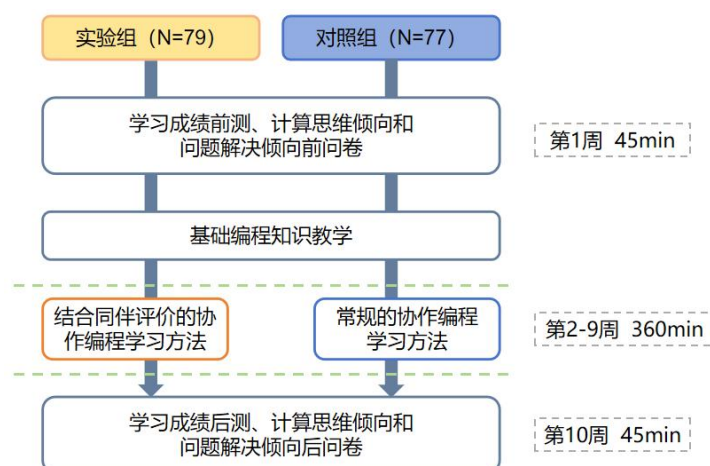 实验组（N=79）
对照组（N=77）
学习成绩前测、计算思维倾向和
问题解决倾向前问卷
第1周 45min
基础编程知识教学
结合同伴评价的协
作编程学习方法
常规的协作编程
学习方法
第2-9周 360min
学习成绩后测、计算思维倾向和
问题解决倾向后问卷
第10周 45min